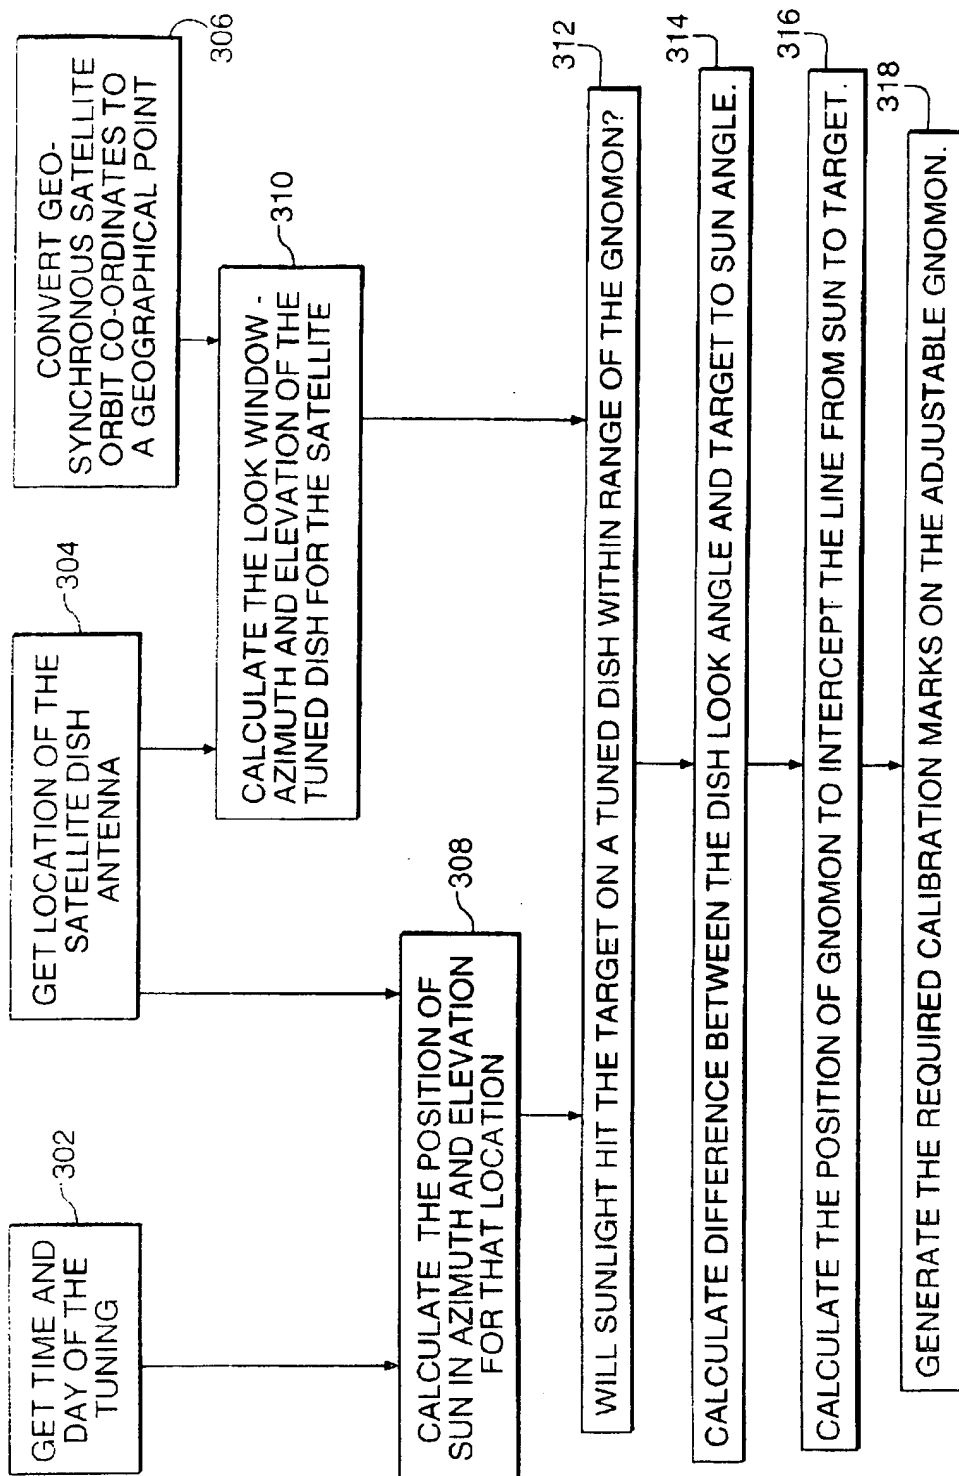 GET TIME AND
DAY OF THE
TUNING
302
GET LOCATION OF THE
SATELLITE DISH
ANTENNA
304
CONVERT GEO-
SYNCHRONOUS SATELLITE
ORBIT CO-ORDINATES TO
A GEOGRAPHICAL POINT
306
CALCULATE THE POSITION OF
SUN IN AZIMUTH AND ELEVATION
FOR THAT LOCATION
308
CALCULATE THE LOOK WINDOW -
AZIMUTH AND ELEVATION OF THE
TUNED DISH FOR THE SATELLITE
310
WILL SUNLIGHT HIT THE TARGET ON A TUNED DISH WITHIN RANGE OF THE GNOMON?
312
CALCULATE DIFFERENCE BETWEEN THE DISH LOOK ANGLE AND TARGET TO SUN ANGLE.
314
CALCULATE THE POSITION OF GNOMON TO INTERCEPT THE LINE FROM SUN TO TARGET.
316
GENERATE THE REQUIRED CALIBRATION MARKS ON THE ADJUSTABLE GNOMON.
318